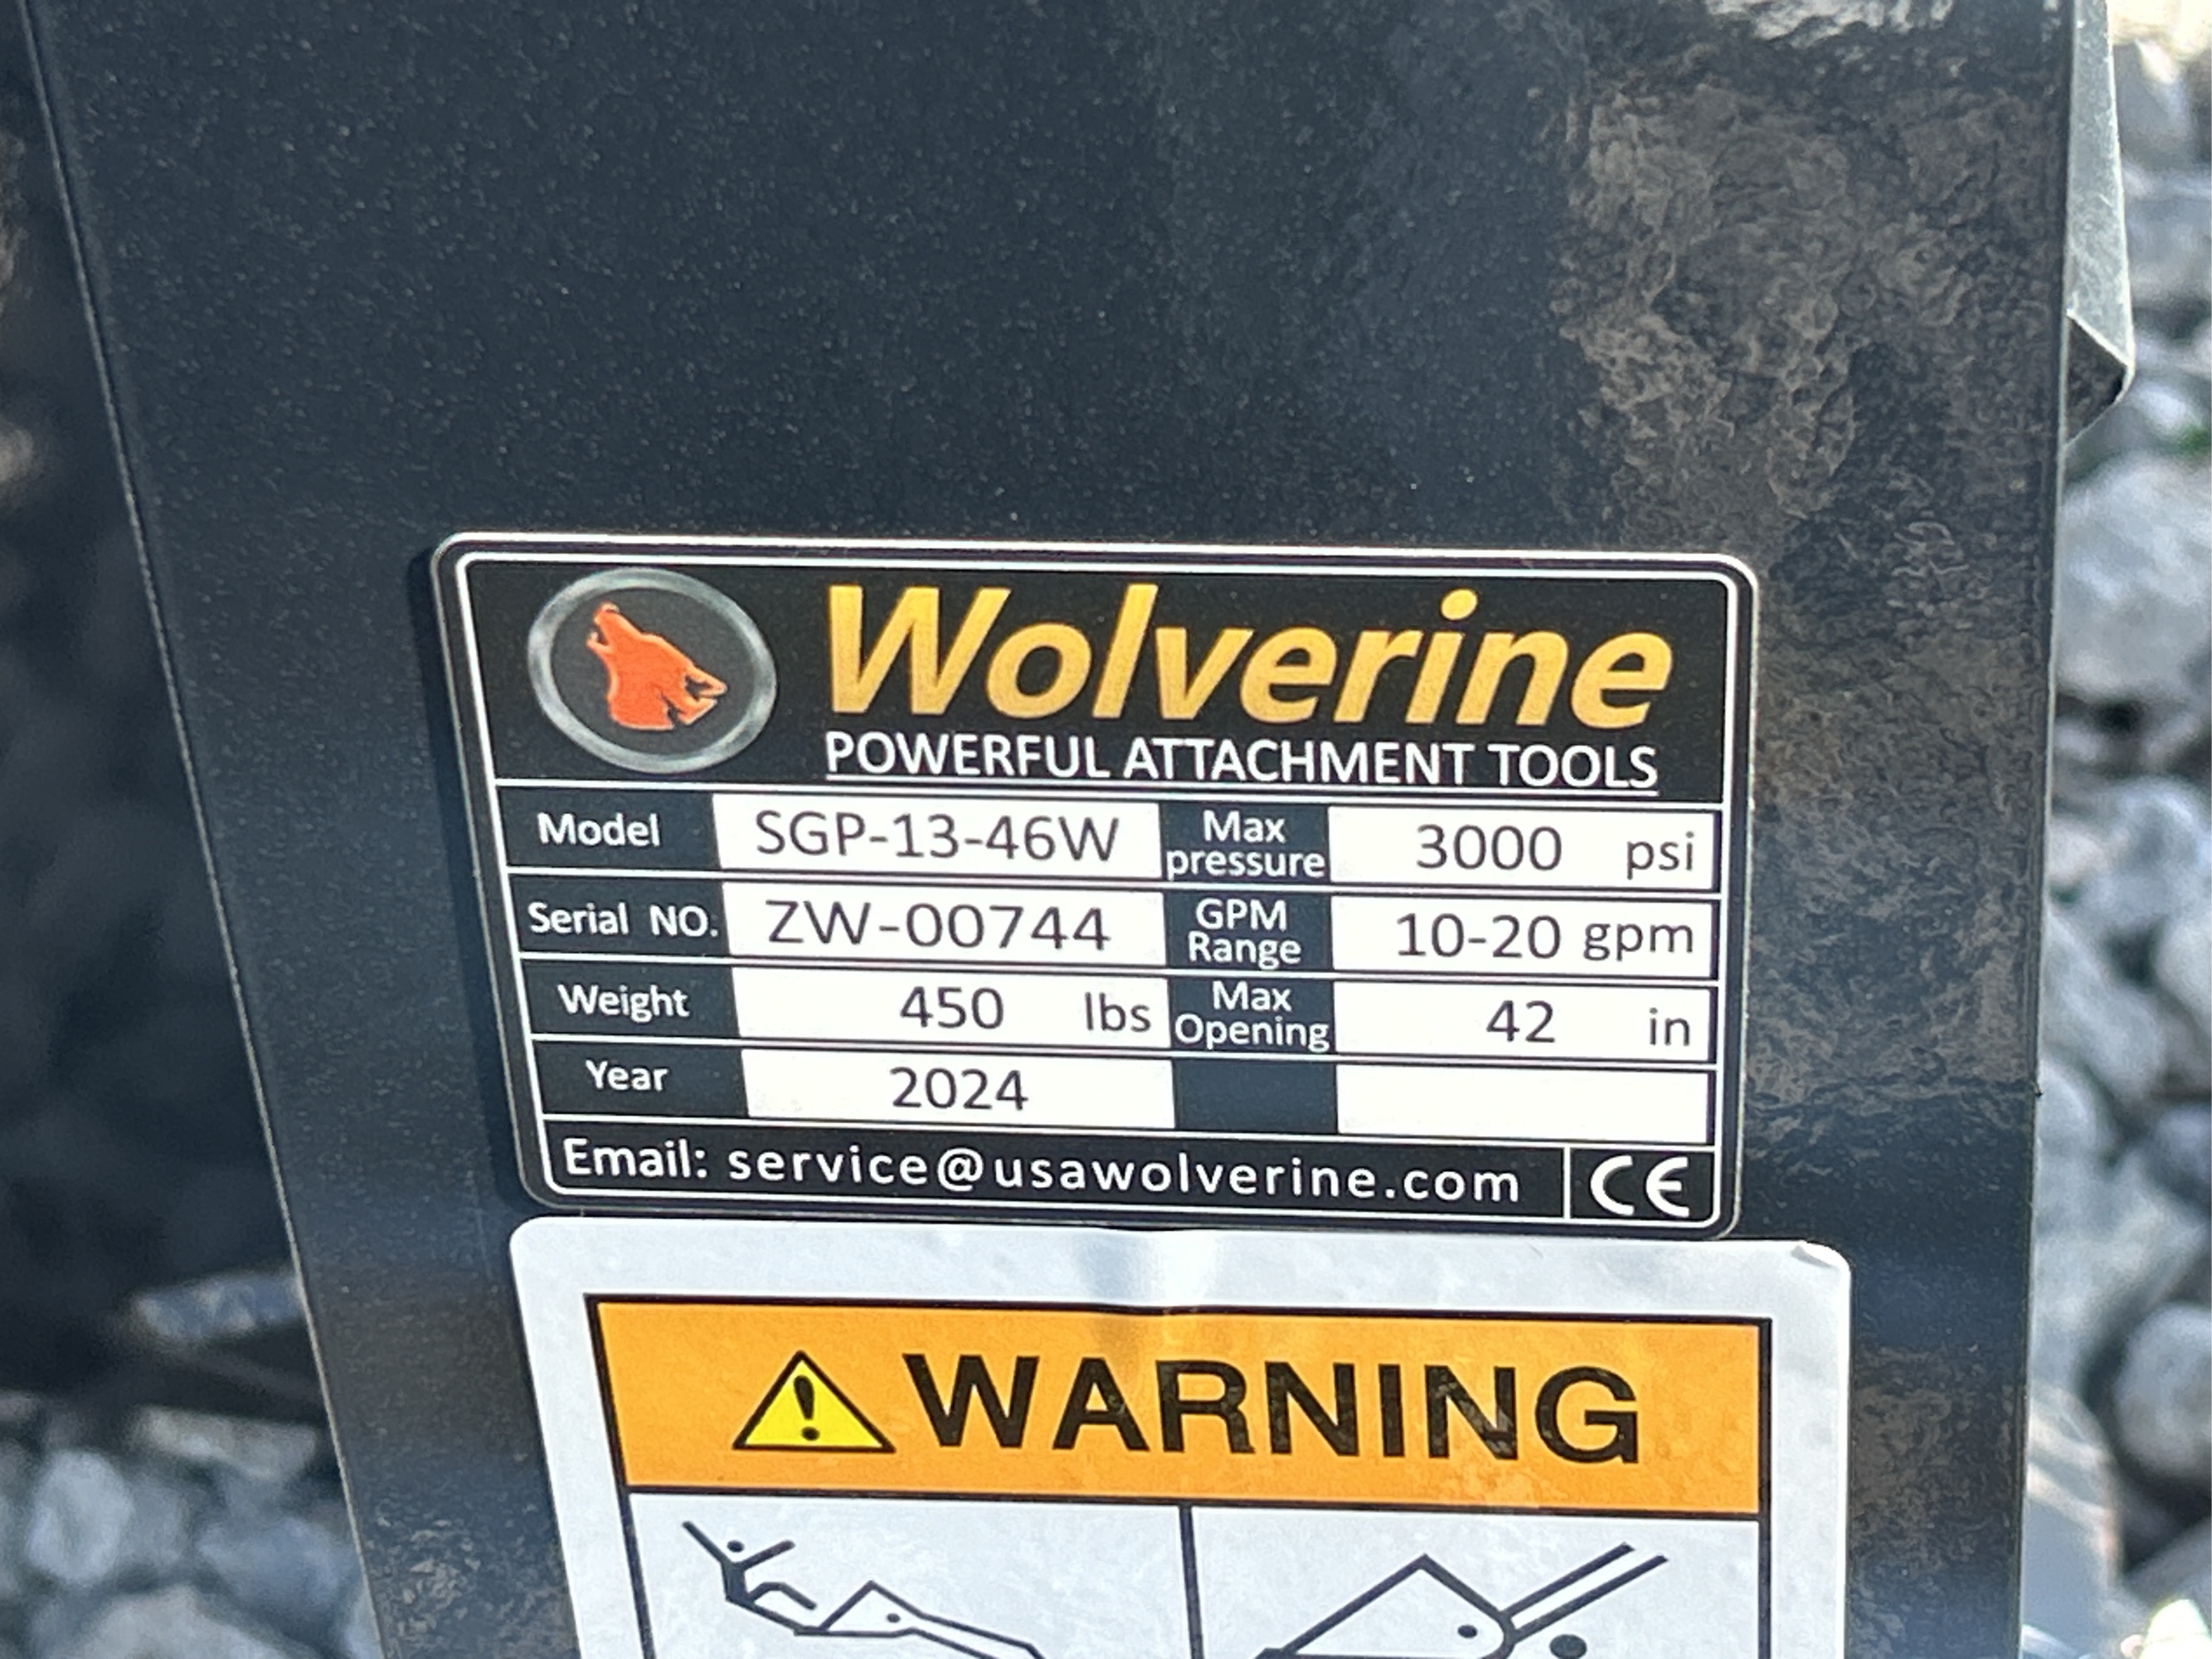 Wolverine
POWERFUL ATTACHMENT TOOLS
Model SGP-13-46W Max pressure 3000 psi
Serial NO. ZW-00744 GPM Range 10-20 gpm
Weight 450 lbs Max Opening 42 in
Year 2024
Email: service@usawolverine.com CE
WARNING